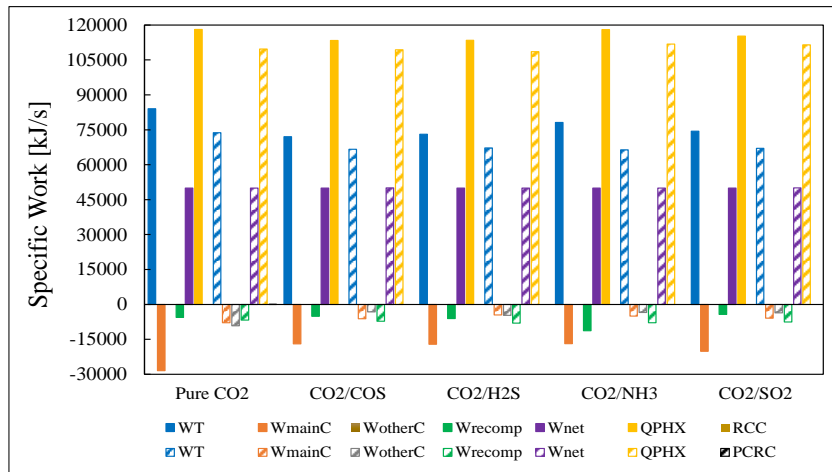 120000
105000
90000
75000
60000
45000
30000
15000
0
-15000
-30000
Specific Work [kJ/s]
Pure CO2 CO2/COS CO2/H2S CO2/NH3 CO2/SO2
WT WmainC WotherC Wrecomp Wnet QPHX RCC
WT WmainC WotherC Wrecomp Wnet QPHX PCRC